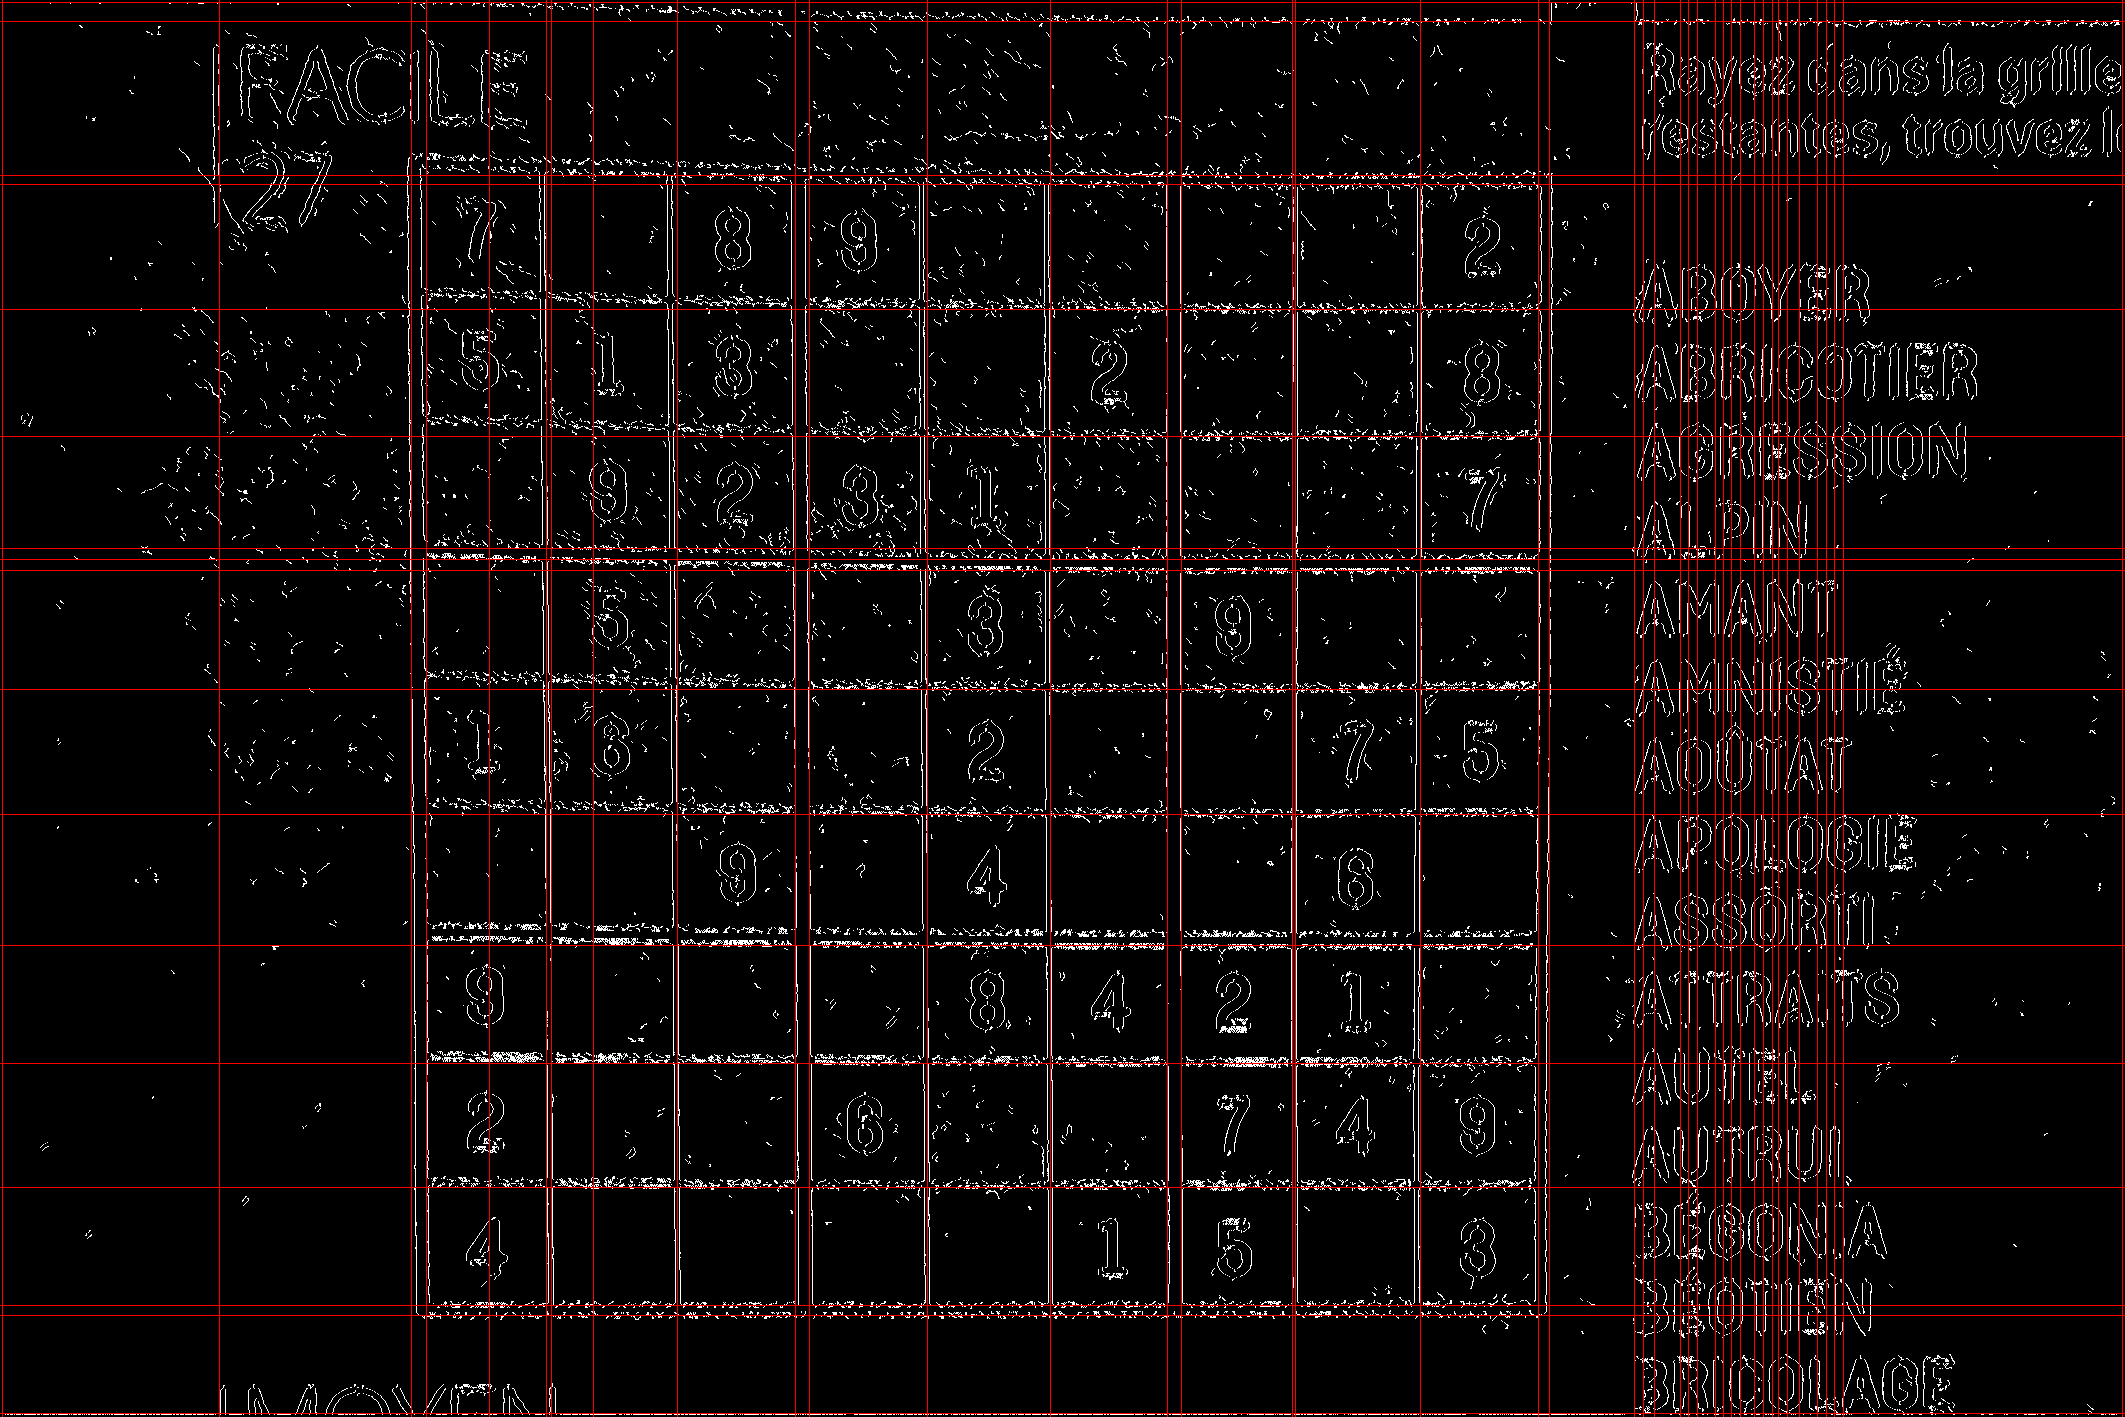 FACILE
27
Rayez dans la grille
restantes, trouvez l
7 8 9 2
5 1 3 2 8
9 2 3 1 7
5 3 9
1 8 2 7 5
9 4 6
9 8 4 2 1
2 6 7 4 9
4 1 5 3
ABOYER
ABRICOTIER
AGRESSION
ALPIN
AMANT
AMNISTIÉ
AOÛTAT
APOLOGIE
ASSORTI
ATTRAITS
AUTEL
AUTRUI
BÉGONIA
BÉOTIEN
BRICOLAGE
MOYEN